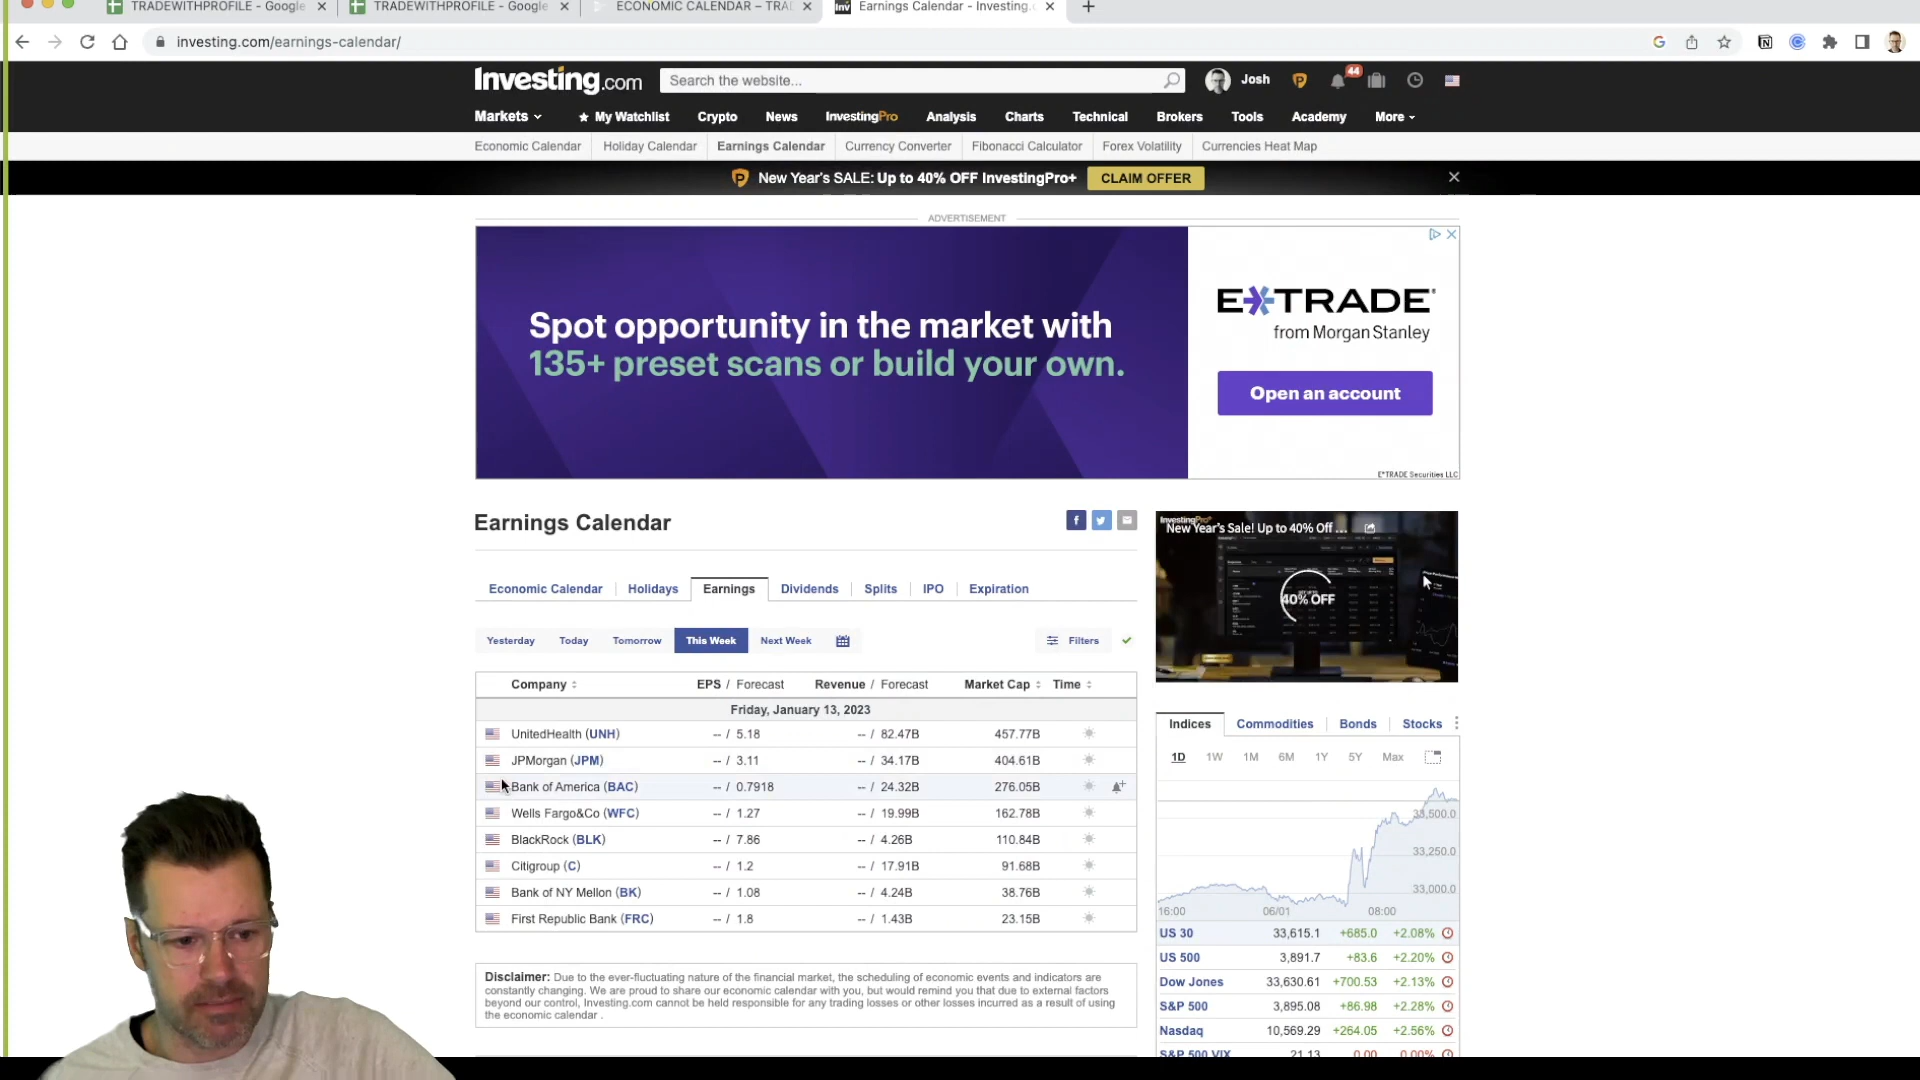 TRADEWITHPROFILE - Google
TRADEWITHPROFILE - Google
ECONOMIC CALENDAR – TRAD
Earnings Calendar - Investing.
investing.com/earnings-calendar/
Investing.com
Search the website...
Josh
44
Markets
My Watchlist
Crypto
News
InvestingPro
Analysis
Charts
Technical
Brokers
Tools
Academy
More
Economic Calendar
Holiday Calendar
Earnings Calendar
Currency Converter
Fibonacci Calculator
Forex Volatility
Currencies Heat Map
New Year's SALE: Up to 40% OFF InvestingPro+
CLAIM OFFER
ADVERTISEMENT
Spot opportunity in the market with
135+ preset scans or build your own.
E*TRADE
from Morgan Stanley
Open an account
E*TRADE Securities LLC
Earnings Calendar
InvestingPro
New Year's Sale! Up to 40% Off ...
40% OFF
Economic Calendar
Holidays
Earnings
Dividends
Splits
IPO
Expiration
Yesterday
Today
Tomorrow
This Week
Next Week
Filters
Company EPS / Forecast Revenue / Forecast Market Cap Time
Friday, January 13, 2023
UnitedHealth (UNH) -- / 5.18 -- / 82.47B 457.77B
JPMorgan (JPM) -- / 3.11 -- / 34.17B 404.61B
Bank of America (BAC) -- / 0.7918 -- / 24.32B 276.05B
Wells Fargo&Co (WFC) -- / 1.27 -- / 19.99B 162.78B
BlackRock (BLK) -- / 7.86 -- / 4.26B 110.84B
Citigroup (C) -- / 1.2 -- / 17.91B 91.68B
Bank of NY Mellon (BK) -- / 1.08 -- / 4.24B 38.76B
First Republic Bank (FRC) -- / 1.8 -- / 1.43B 23.15B
Disclaimer: Due to the ever-fluctuating nature of the financial market, the scheduling of economic events and indicators are
constantly changing. We are proud to share our economic calendar with you, but would remind you that due to external factors
beyond our control, Investing.com cannot be held responsible for any trading losses or other losses incurred as a result of using
the economic calendar .
Indices
Commodities
Bonds
Stocks
1D
1W
1M
6M
1Y
5Y
Max
33,500.0
33,250.0
33,000.0
16:00
06/01
08:00
US 30 33,615.1 +685.0 +2.08%
US 500 3,891.7 +83.6 +2.20%
Dow Jones 33,630.61 +700.53 +2.13%
S&P 500 3,895.08 +86.98 +2.28%
Nasdaq 10,569.29 +264.05 +2.56%
S&P 500 VIX 21.13 0.00 0.00%